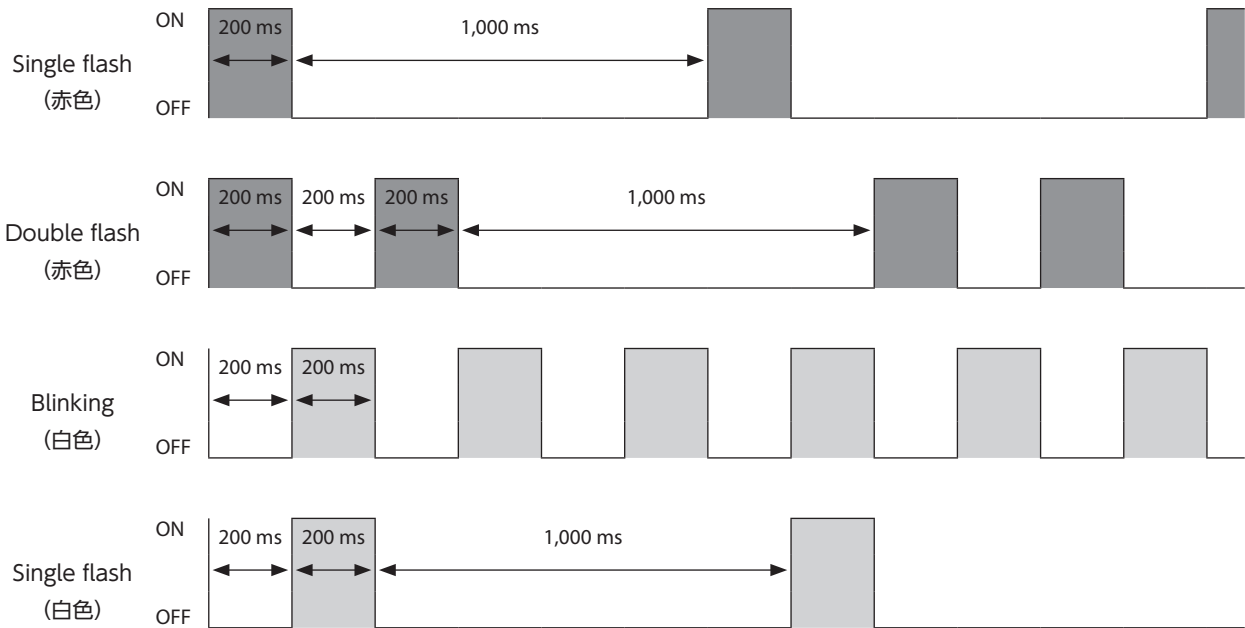 ON
200 ms
1,000 ms
Single flash
（赤色）
OFF
ON
200 ms
200 ms
200 ms
1,000 ms
Double flash
（赤色）
OFF
ON
200 ms
200 ms
Blinking
（白色）
OFF
ON
200 ms
200 ms
1,000 ms
Single flash
（白色）
OFF